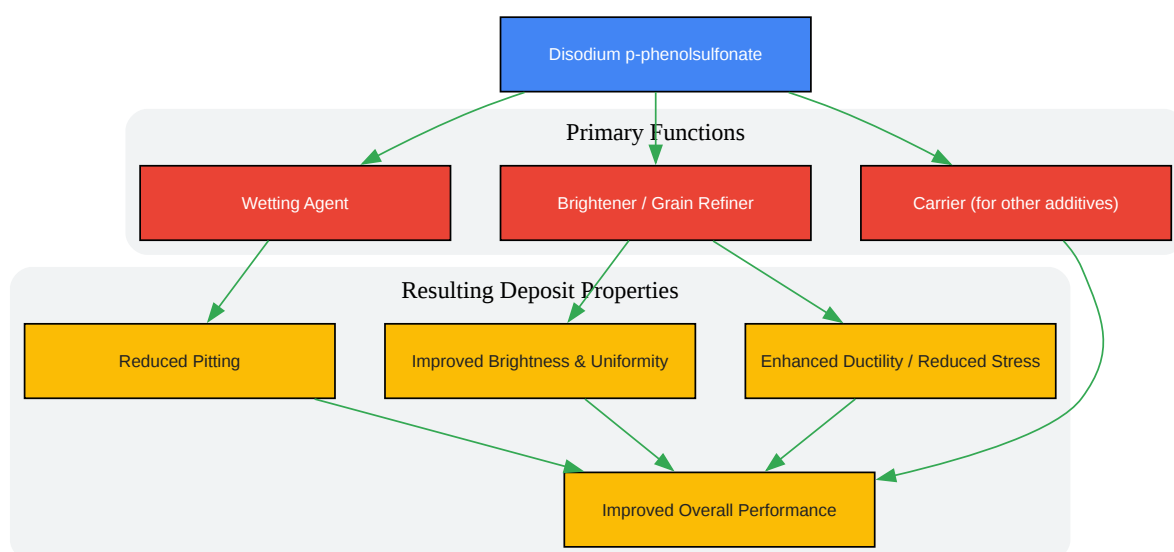 Disodium p-phenolsulfonate
Primary Functions
Wetting Agent
Brightener / Grain Refiner
Carrier (for other additives)
Resulting Deposit Properties
Reduced Pitting
Improved Brightness & Uniformity
Enhanced Ductility / Reduced Stress
Improved Overall Performance